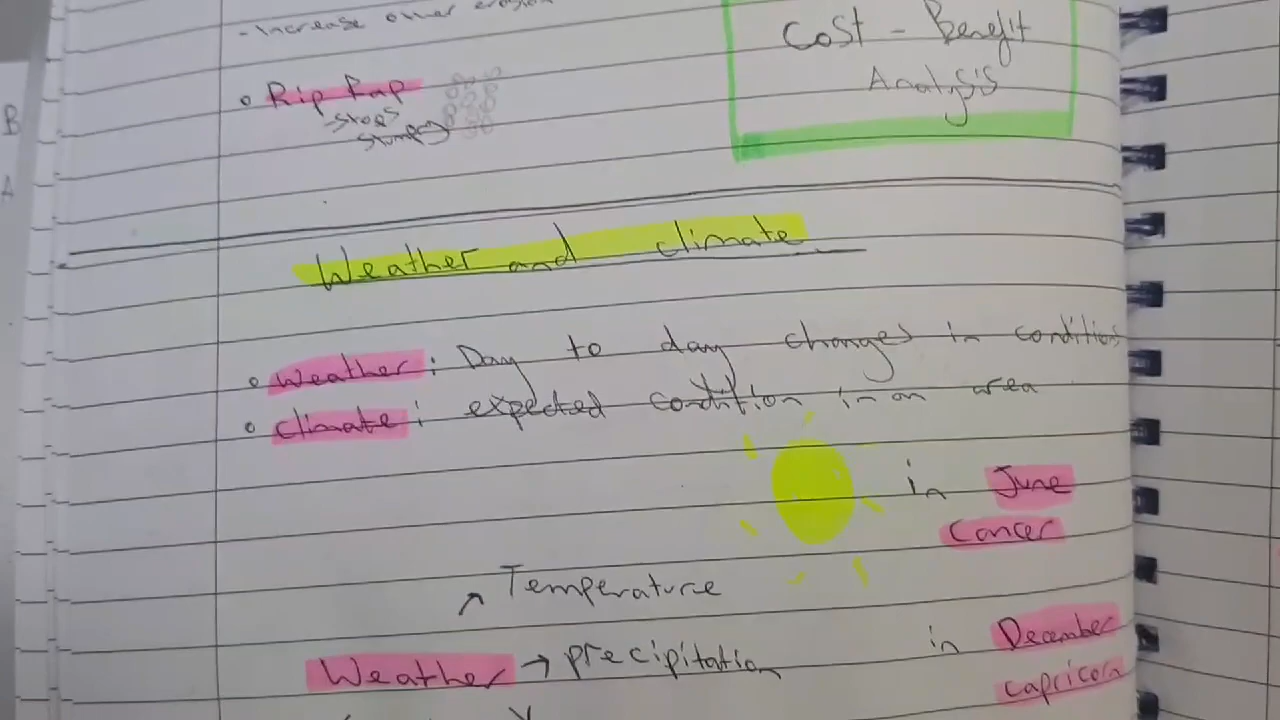 - Increase other erosion
Cost - Benefit
Analysis
Rip Rap
stops
B
A
Weather and climate
Weather: Day to day changes in conditions
climate: expected condition in an area
in June
Cancer
Temperature
Weather → precipitation
in December
capricorn